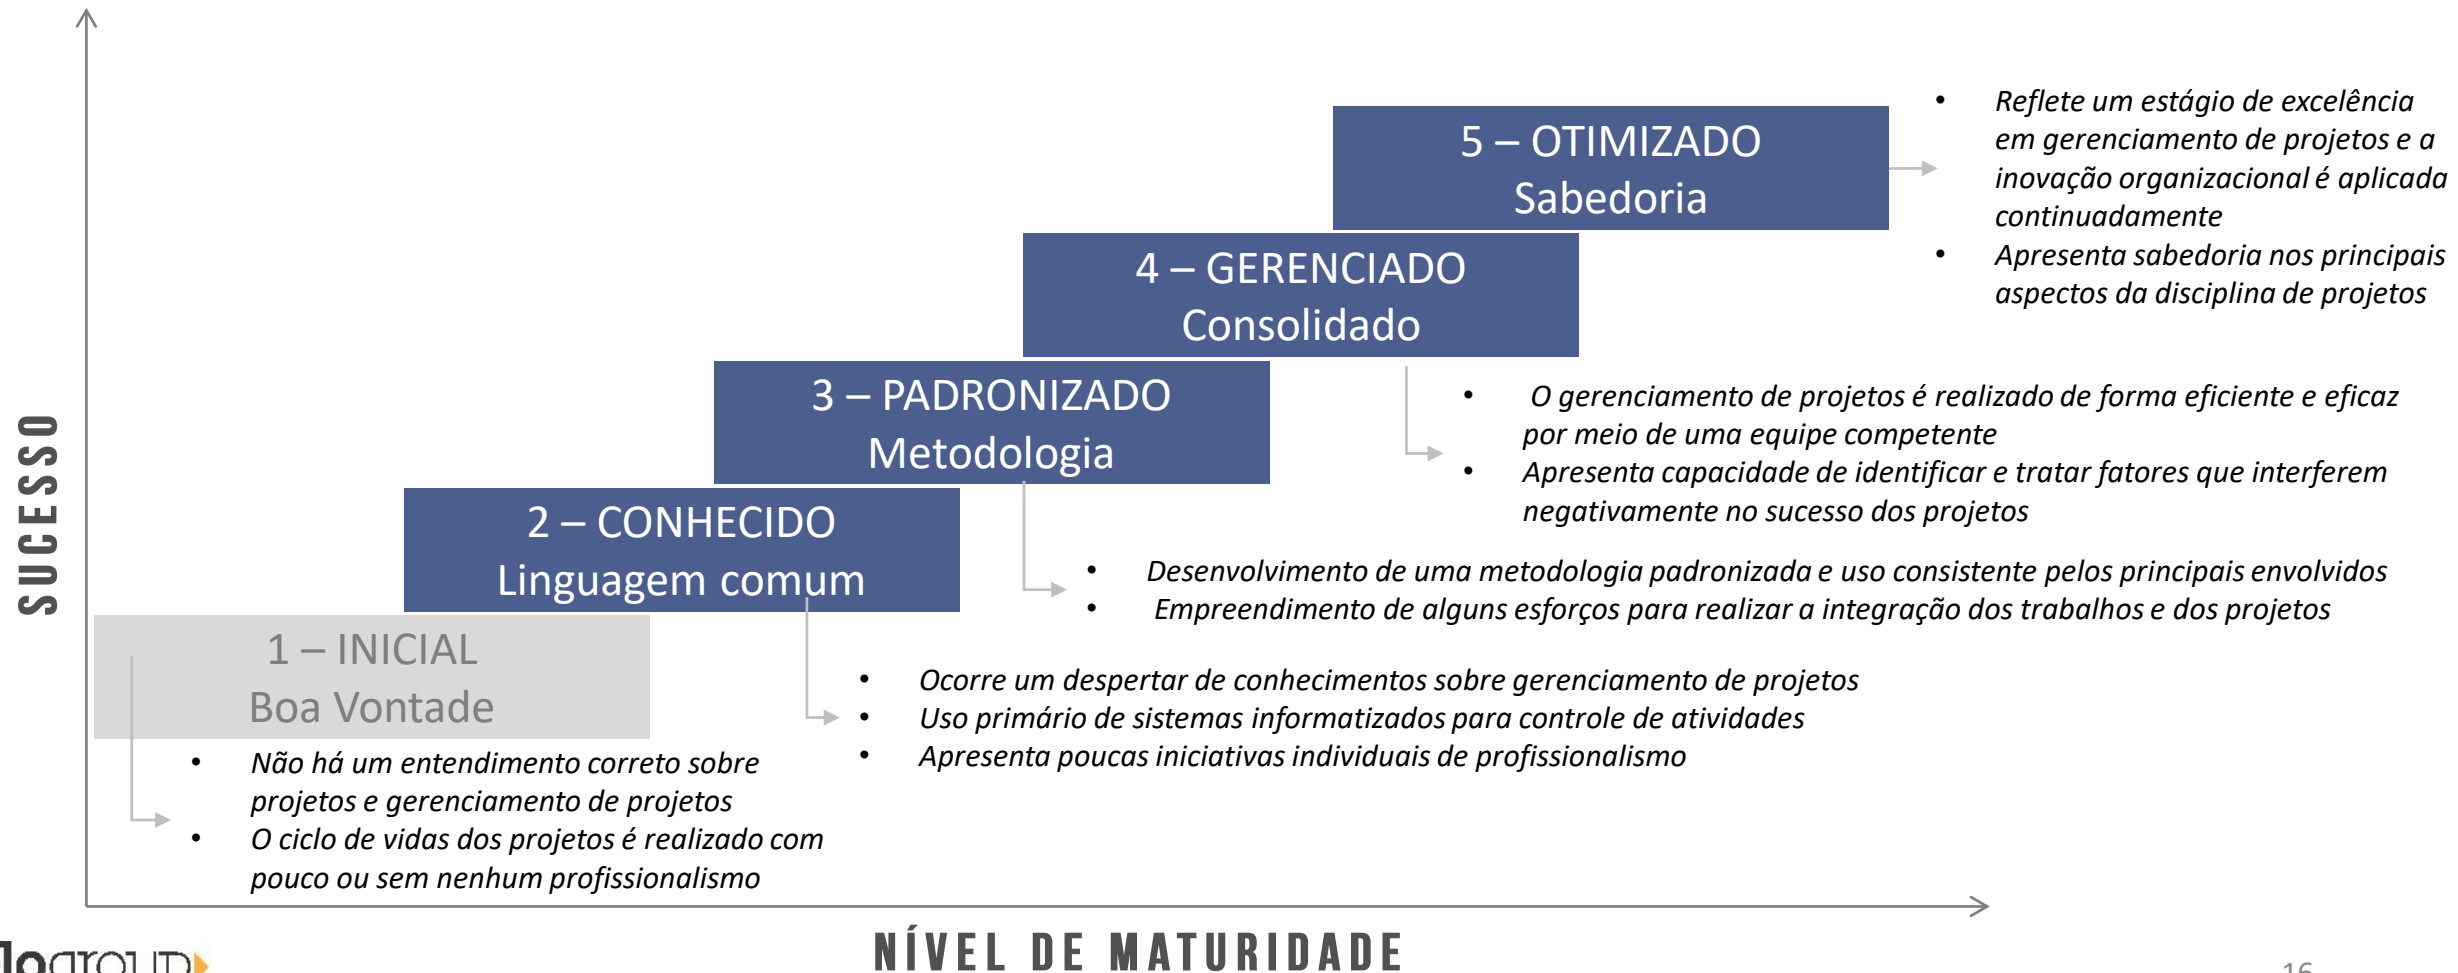 5 – OTIMIZADO
Sabedoria
• Reflete um estágio de excelência
em gerenciamento de projetos e a
inovação organizacional é aplicada
continuadamente
• Apresenta sabedoria nos principais
aspectos da disciplina de projetos
4 – GERENCIADO
Consolidado
• O gerenciamento de projetos é realizado de forma eficiente e eficaz
por meio de uma equipe competente
• Apresenta capacidade de identificar e tratar fatores que interferem
negativamente no sucesso dos projetos
3 – PADRONIZADO
Metodologia
• Desenvolvimento de uma metodologia padronizada e uso consistente pelos principais envolvidos
• Empreendimento de alguns esforços para realizar a integração dos trabalhos e dos projetos
2 – CONHECIDO
Linguagem comum
• Ocorre um despertar de conhecimentos sobre gerenciamento de projetos
• Uso primário de sistemas informatizados para controle de atividades
• Apresenta poucas iniciativas individuais de profissionalismo
1 – INICIAL
Boa Vontade
• Não há um entendimento correto sobre
projetos e gerenciamento de projetos
• O ciclo de vidas dos projetos é realizado com
pouco ou sem nenhum profissionalismo
SUCESSO
NÍVEL DE MATURIDADE